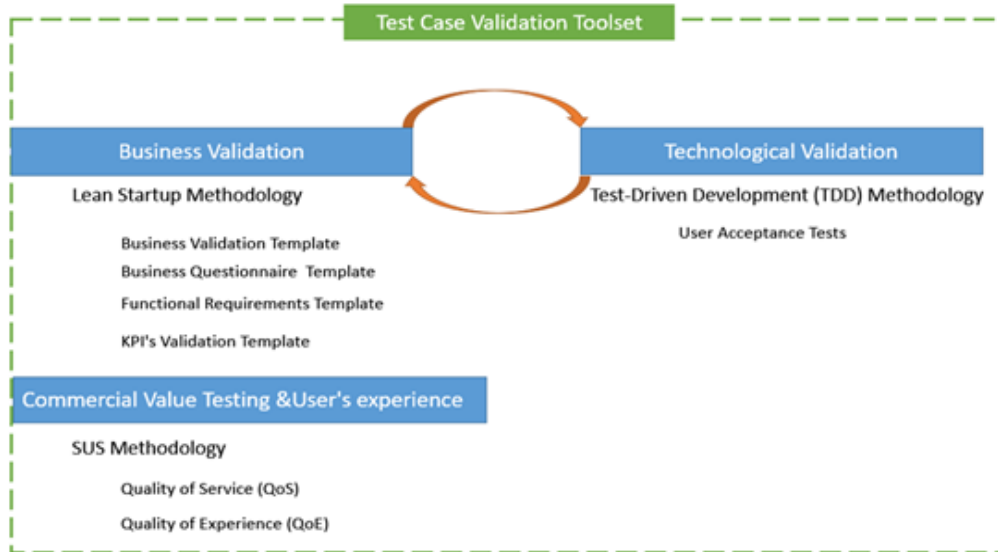 Test Case Validation Toolset
Business Validation
Technological Validation
Lean Startup Methodology
Test-Driven Development (TDD) Methodology
Business Validation Template
Business Questionnaire Template
Functional Requirements Template
KPI's Validation Template
User Acceptance Tests
Commercial Value Testing &User's experience
SUS Methodology
Quality of Service (QoS)
Quality of Experience (QoE)